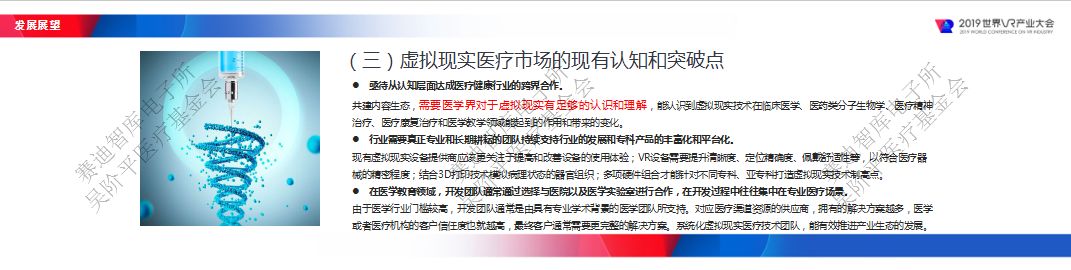 发展展望
2019世界VR产业大会
2019 WORLD CONFERENCE ON VR INDUSTRY
（三）虚拟现实医疗市场的现有认知和突破点
● 亟待从认知层面达成医疗健康行业的跨界合作。
共建内容生态，需要医学界对于虚拟现实有足够的认识和理解，能认识到虚拟现实技术在临床医学、医药类分子生物学、医疗精神
治疗、医疗康复治疗和医学教学领域能起到的作用和带来的变化。
● 行业需要真正专业和长期耕耘的团队持续支持行业的发展和专科产品的丰富化和平台化。
现有虚拟现实设备提供商应该更关注于提高和改善设备的使用体验；VR设备需要提升清晰度、定位精确度、佩戴舒适性等，以符合医疗器
械的精密程度；结合3D打印技术模拟病理状态的器官组织；多项硬件组合才能针对不同专科、亚专科打造虚拟现实技术制高点。
● 在医学教育领域，开发团队通常通过选择与医院以及医学实验室进行合作，在开发过程中往往集中在专业医疗场景。
由于医学行业门槛较高，开发团队通常是由具有专业学术背景的医学团队所支持。对应医疗渠道资源的供应商，拥有的解决方案越多，医学
或者医疗机构的客户信任度也就越高，最终客户通常需要更完整的解决方案。系统化虚拟现实医疗技术团队，能有效推进产业生态的发展。
赛迪智库电子所
吴阶平医疗基金会
赛迪智库电子所
吴阶平医疗基金会
赛迪智库电子所
吴阶平医疗基金会